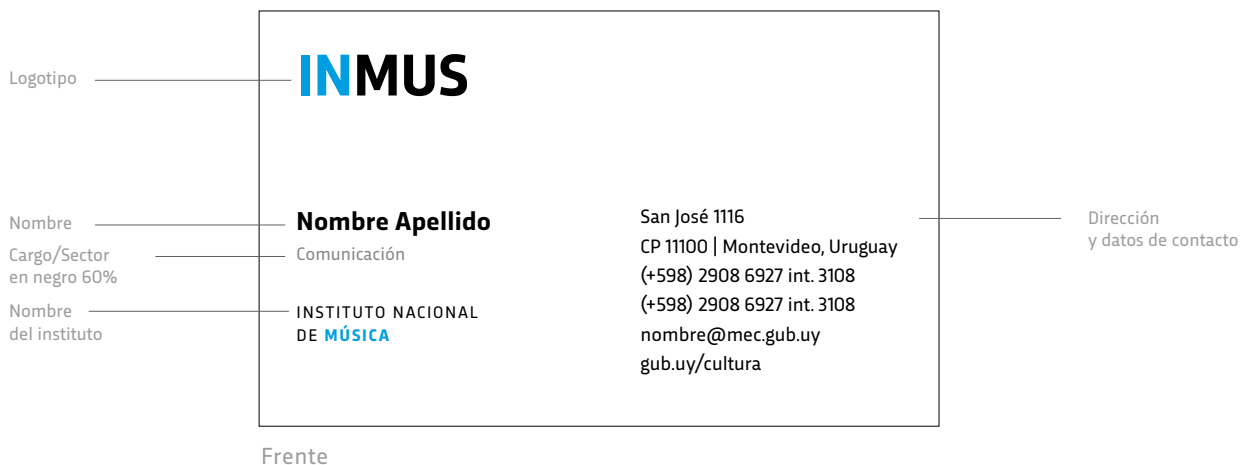 Logotipo
INMUS
Nombre
Nombre Apellido
Cargo/Sector
en negro 60%
Comunicación
Nombre
del instituto
INSTITUTO NACIONAL
DE MÚSICA
San José 1116
CP 11100 | Montevideo, Uruguay
(+598) 2908 6927 int. 3108
(+598) 2908 6927 int. 3108
nombre@mec.gub.uy
gub.uy/cultura
Dirección
y datos de contacto
Frente